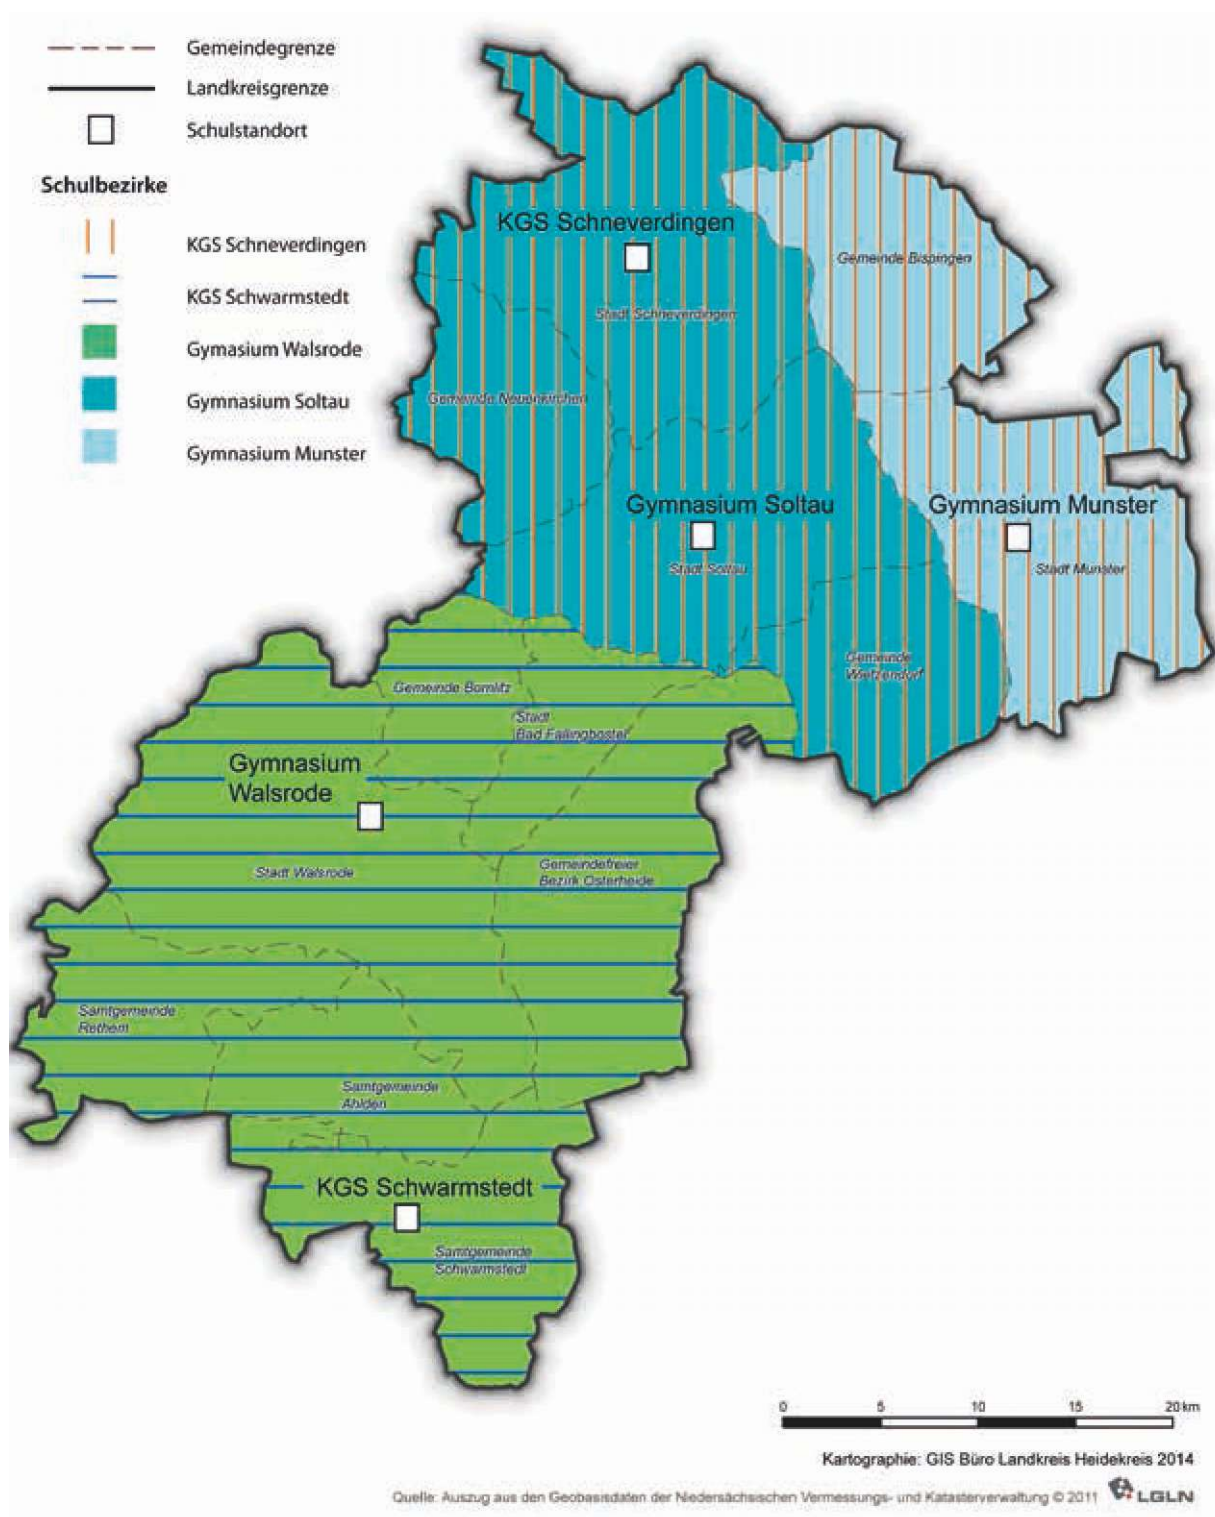 Gemeindegrenze
Landkreisgrenze
Schulstandort
Schulbezirke
KGS Schneverdingen
KGS Schwarmstedt
Gymasium Walsrode
Gymnasium Soltau
Gymnasium Munster
KGS Schneverdingen
Gemeinde Bispingen
Stadt Schneverdingen
Gemeinde Neuenkirchen
Gymnasium Soltau
Gymnasium Munster
Stadt Soltau
Stadt Munster
Gemeinde
Wietzendorf
Gemeinde Bomlitz
Stadt
Bad Fallingbostel
Gymnasium
Walsrode
Stadt Walsrode
Gemeindefreier
Bezirk Osterheide
Samtgemeinde
Rethem
Samtgemeinde
Ahlden
KGS Schwarmstedt
Samtgemeinde
Schwarmstedt
0 5 10 15 20 km
Kartographie: GIS Büro Landkreis Heidekreis 2014
Quelle: Auszug aus den Geobasisdaten der Niedersächsischen Vermessungs- und Katasterverwaltung © 2011 LGLN